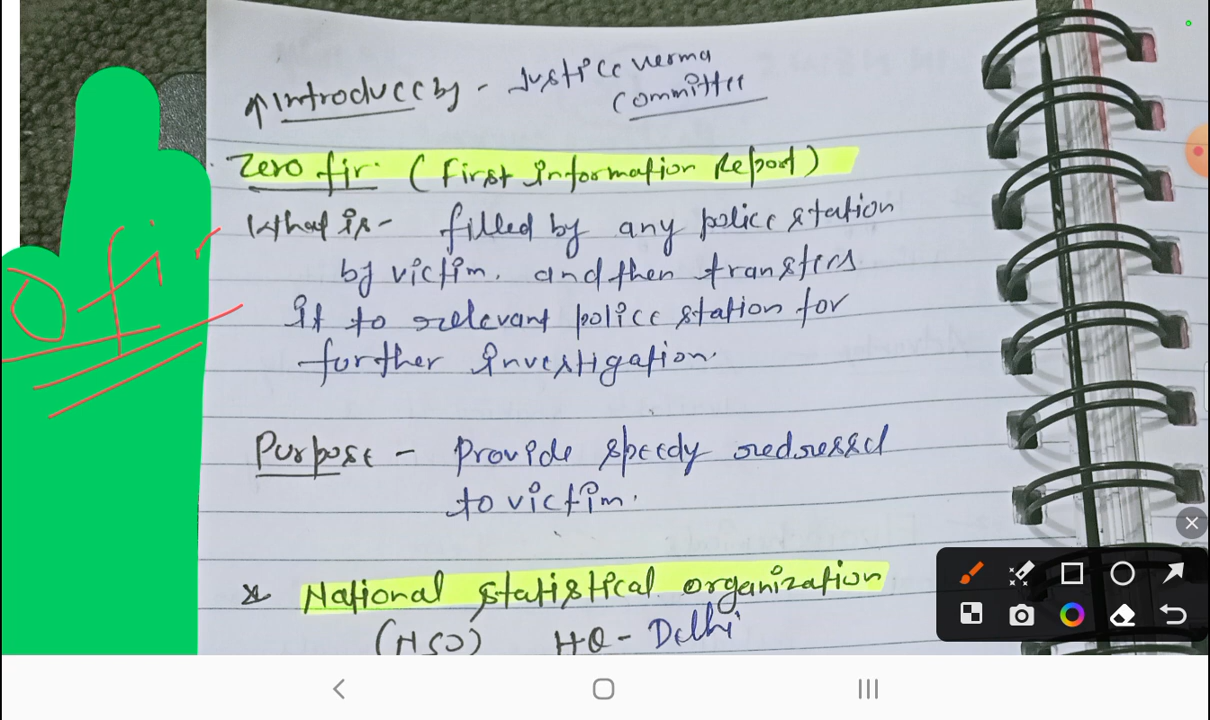 Introduce by - Justice verma
committee
Zero fir. (First Information Report)
What is - filled by any police station
by victim. and then transfers
it to relevant police station for
further investigation.
0 fir
Purpose - Provide speedy redressel
to victim.
National statistical organization
(NSO) HQ - Delhi